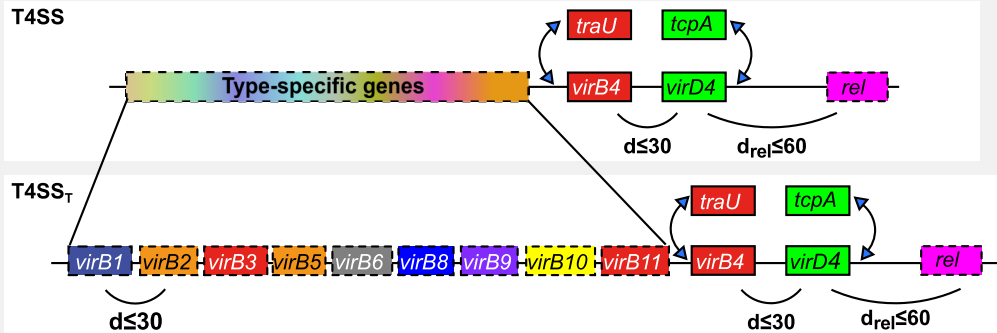 T4SS
traU tcpA
Type-specific genes virB4 virD4 rel
d≤30 drel≤60
T4SST
traU tcpA
virB1 virB2 virB3 virB5 virB6 virB8 virB9 virB10 virB11 virB4 virD4 rel
d≤30 d≤30 drel≤60